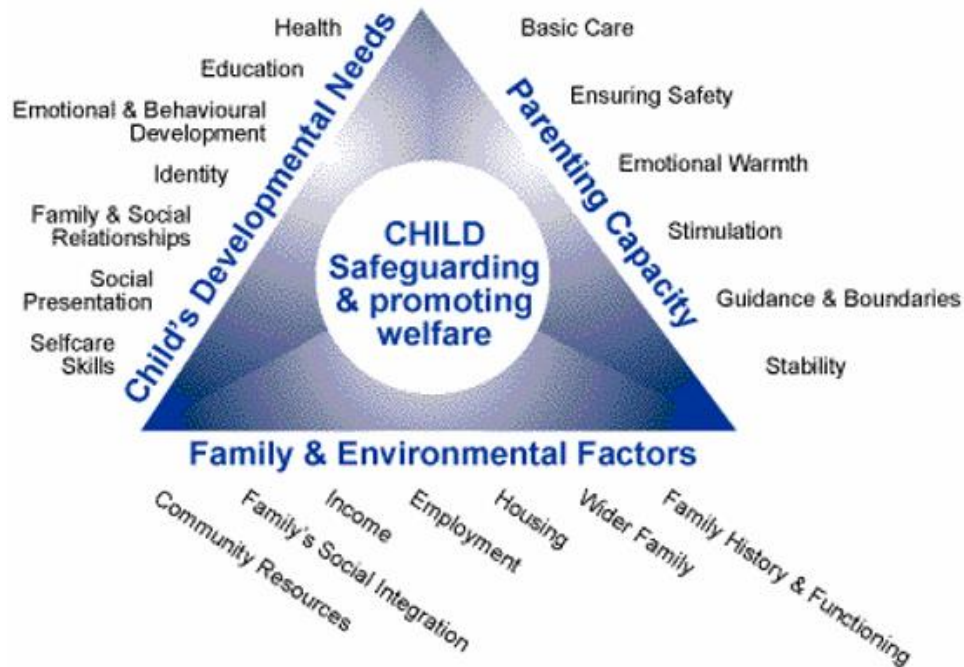 Health
Education
Emotional & Behavioural
Development
Identity
Family & Social
Relationships
Social
Presentation
Selfcare
Skills
Child's Developmental Needs
CHILD
Safeguarding
& promoting
welfare
Parenting Capacity
Basic Care
Ensuring Safety
Emotional Warmth
Stimulation
Guidance & Boundaries
Stability
Family & Environmental Factors
Community Resources
Family's Social Integration
Income
Employment
Housing
Wider Family
Family History & Functioning